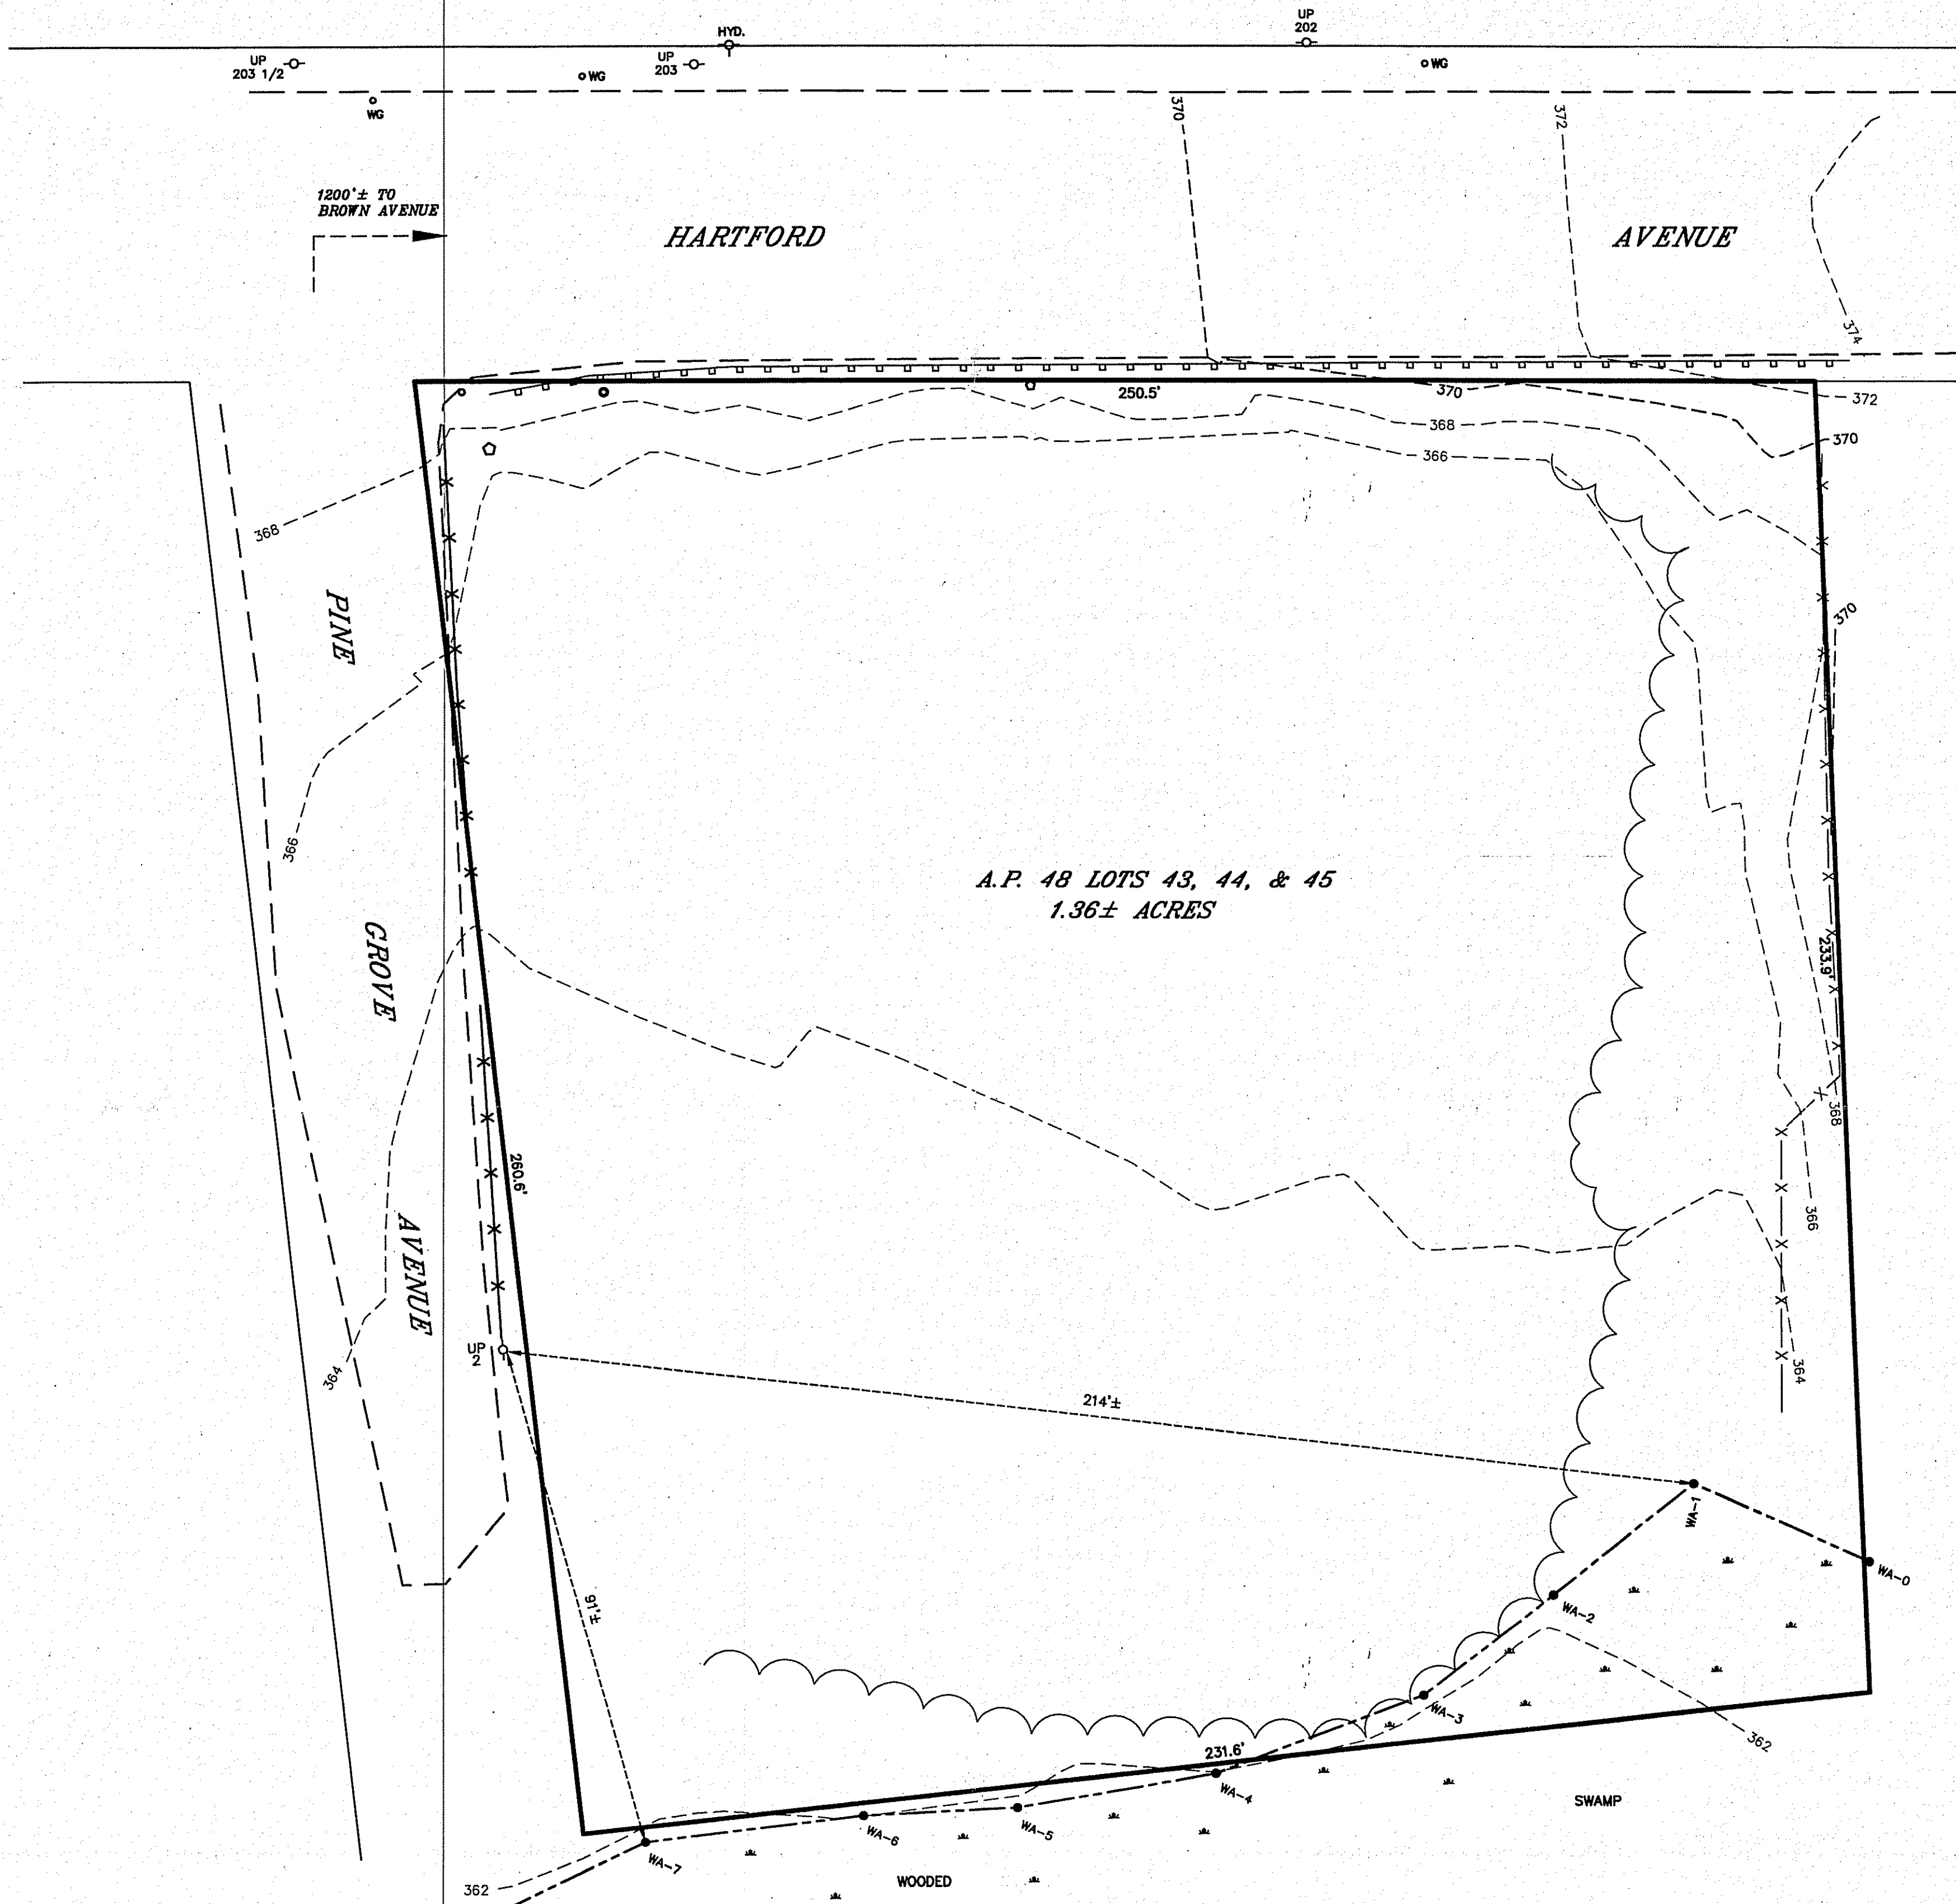 UP
202
HYD.
UP
203 1/2
UP
203
WG
WG
WG
370
372
1200'± TO
BROWN AVENUE
HARTFORD
AVENUE
374
250.5'
370
372
368
370
366
368
PINE
370
366
A.P. 48 LOTS 43, 44, & 45
1.36± ACRES
GROVE
233.9'
368
260.6'
366
AVENUE
UP
2
364
364
214'±
WA-1
WA-0
91'±
WA-2
WA-3
362
231.6'
WA-4
SWAMP
WA-5
WA-6
WA-7
WOODED
362